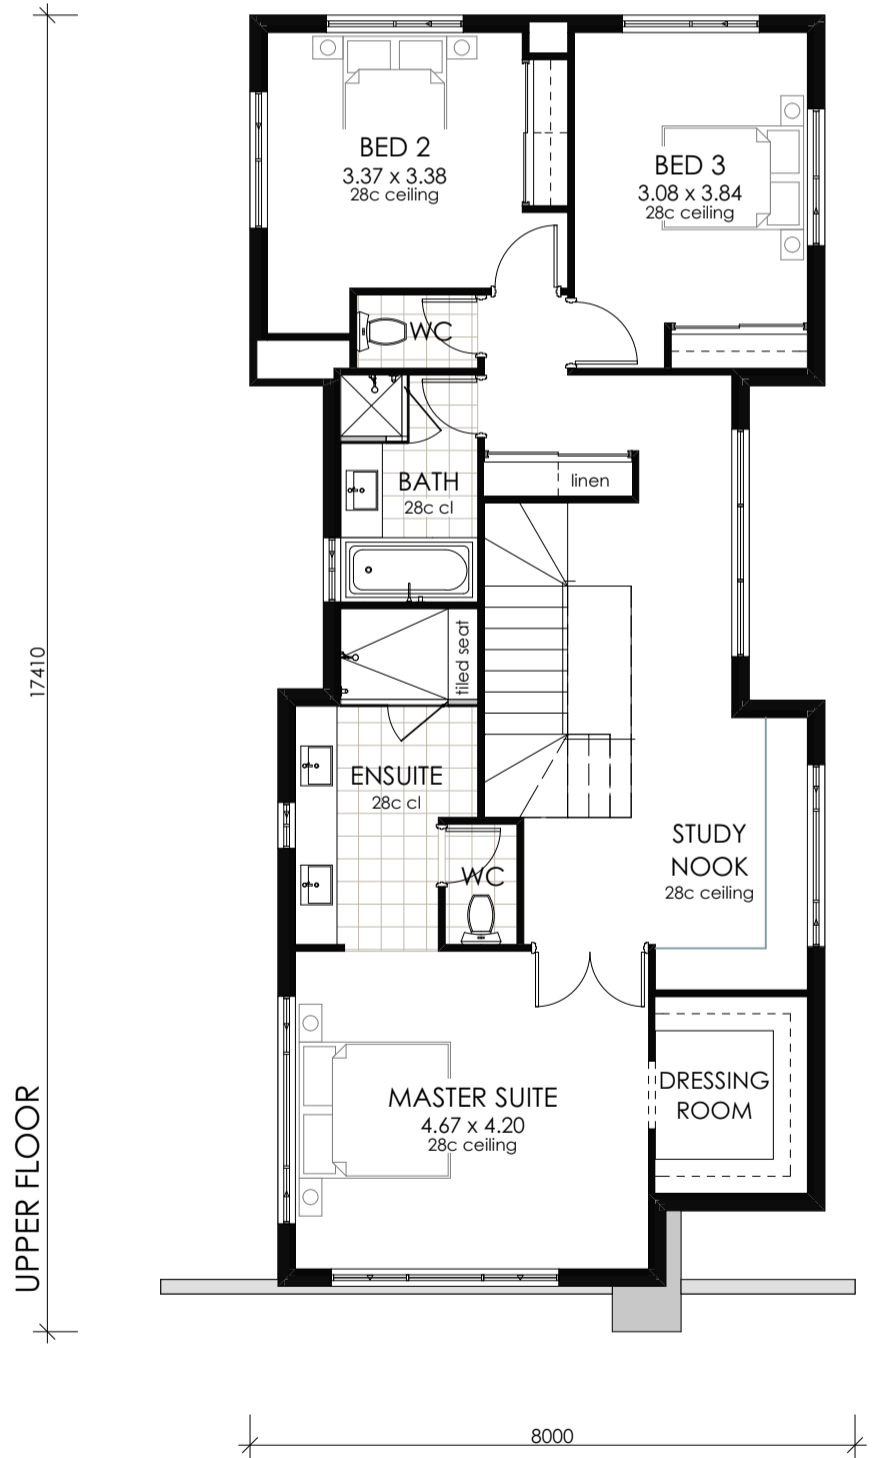 BED 2
3.37 x 3.38
28c ceiling
BED 3
3.08 x 3.84
28c ceiling
WC
BATH
28c cl
linen
tiled seat
17410
ENSUITE
28c cl
WC
STUDY
NOOK
28c ceiling
MASTER SUITE
4.67 x 4.20
28c ceiling
DRESSING
ROOM
UPPER FLOOR
8000